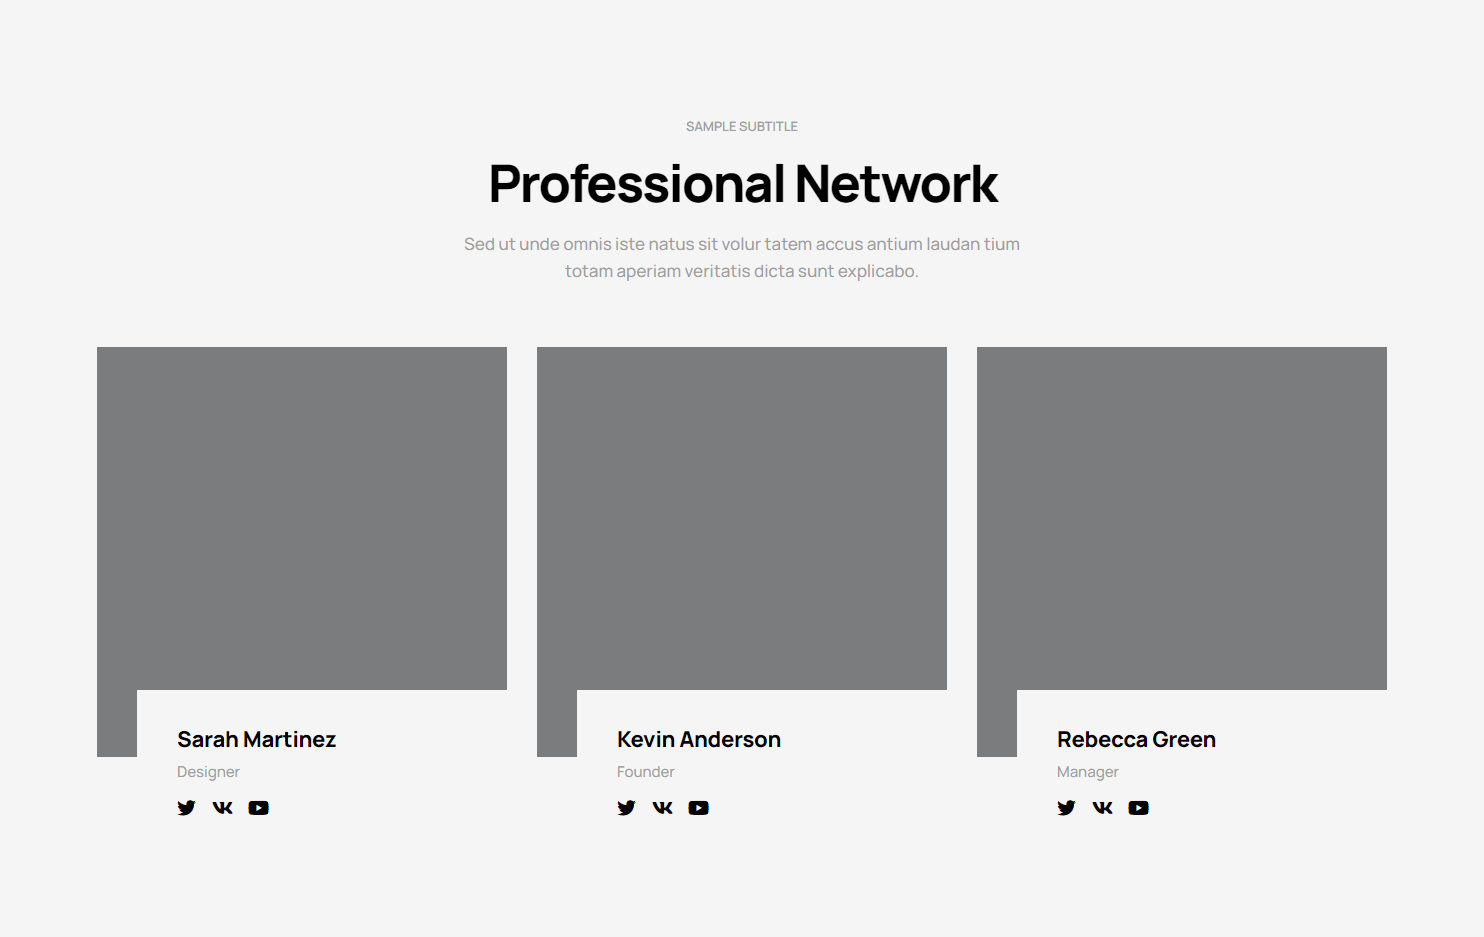 SAMPLE SUBTITLE
Professional Network
Sed ut unde omnis iste natus sit volur tatem accus antium laudan tium
totam aperiam veritatis dicta sunt explicabo.
Sarah Martinez
Designer
Kevin Anderson
Founder
Rebecca Green
Manager